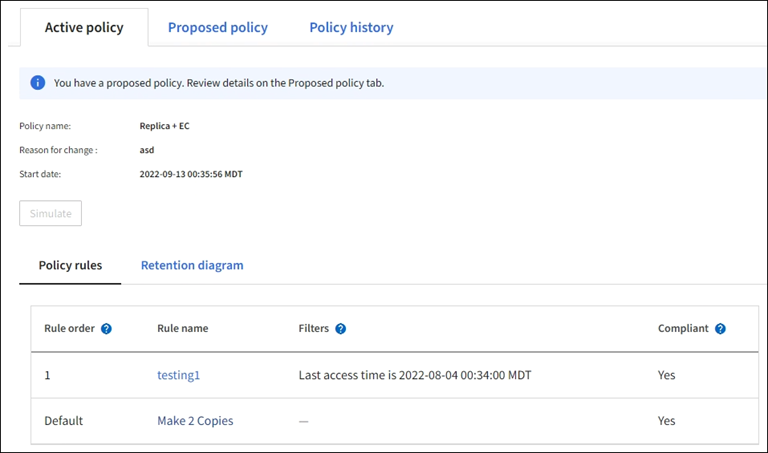 Active policy Proposed policy Policy history
You have a proposed policy. Review details on the Proposed policy tab.
Policy name: Replica + EC
Reason for change : asd
Start date: 2022-09-13 00:35:56 MDT
Simulate
Policy rules Retention diagram
Rule order Rule name Filters Compliant
1 testing1 Last access time is 2022-08-04 00:34:00 MDT Yes
Default Make 2 Copies — Yes